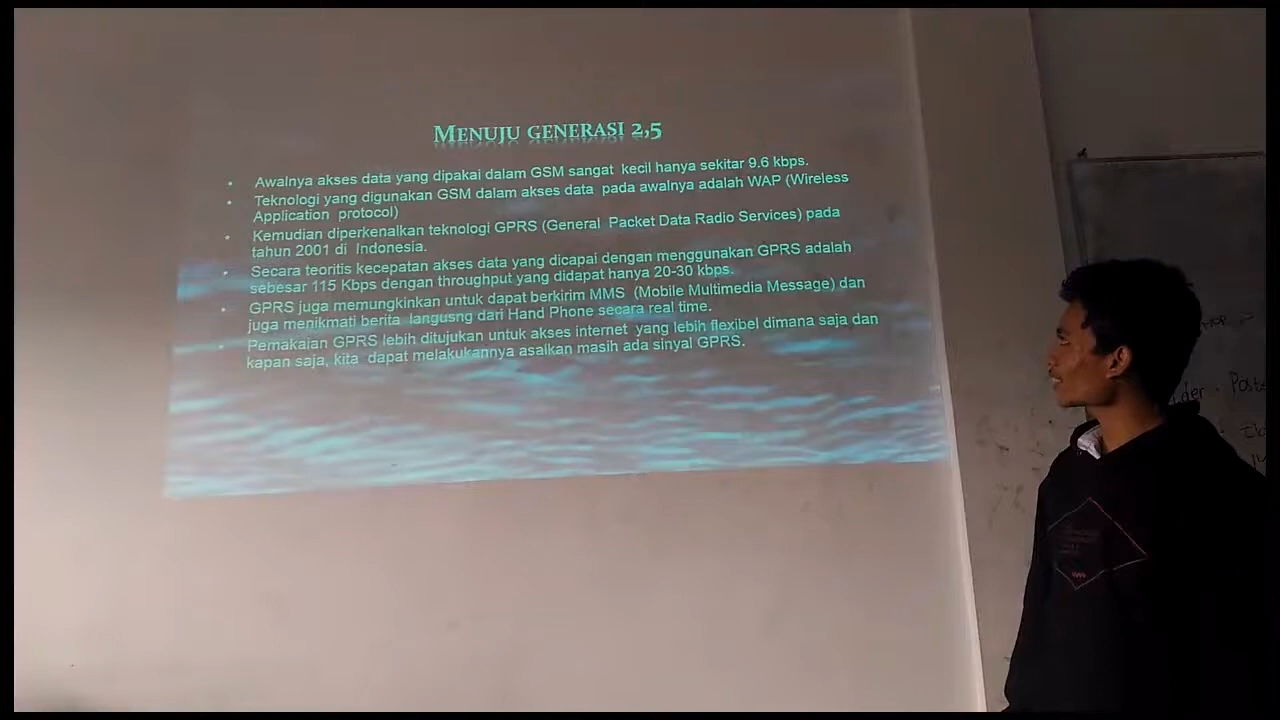 MENUJU GENERASI 2,5
• Awalnya akses data yang dipakai dalam GSM sangat kecil hanya sekitar 9.6 kbps.
• Teknologi yang digunakan GSM dalam akses data pada awalnya adalah WAP (Wireless
Application protocol)
• Kemudian diperkenalkan teknologi GPRS (General Packet Data Radio Services) pada
tahun 2001 di Indonesia.
• Secara teoritis kecepatan akses data yang dicapai dengan menggunakan GPRS adalah
sebesar 115 Kbps dengan throughput yang didapat hanya 20-30 kbps.
• GPRS juga memungkinkan untuk dapat berkirim MMS (Mobile Multimedia Message) dan
juga menikmati berita langusng dari Hand Phone secara real time.
• Pemakaian GPRS lebih ditujukan untuk akses internet yang lebih flexibel dimana saja dan
kapan saja, kita dapat melakukannya asalkan masih ada sinyal GPRS.